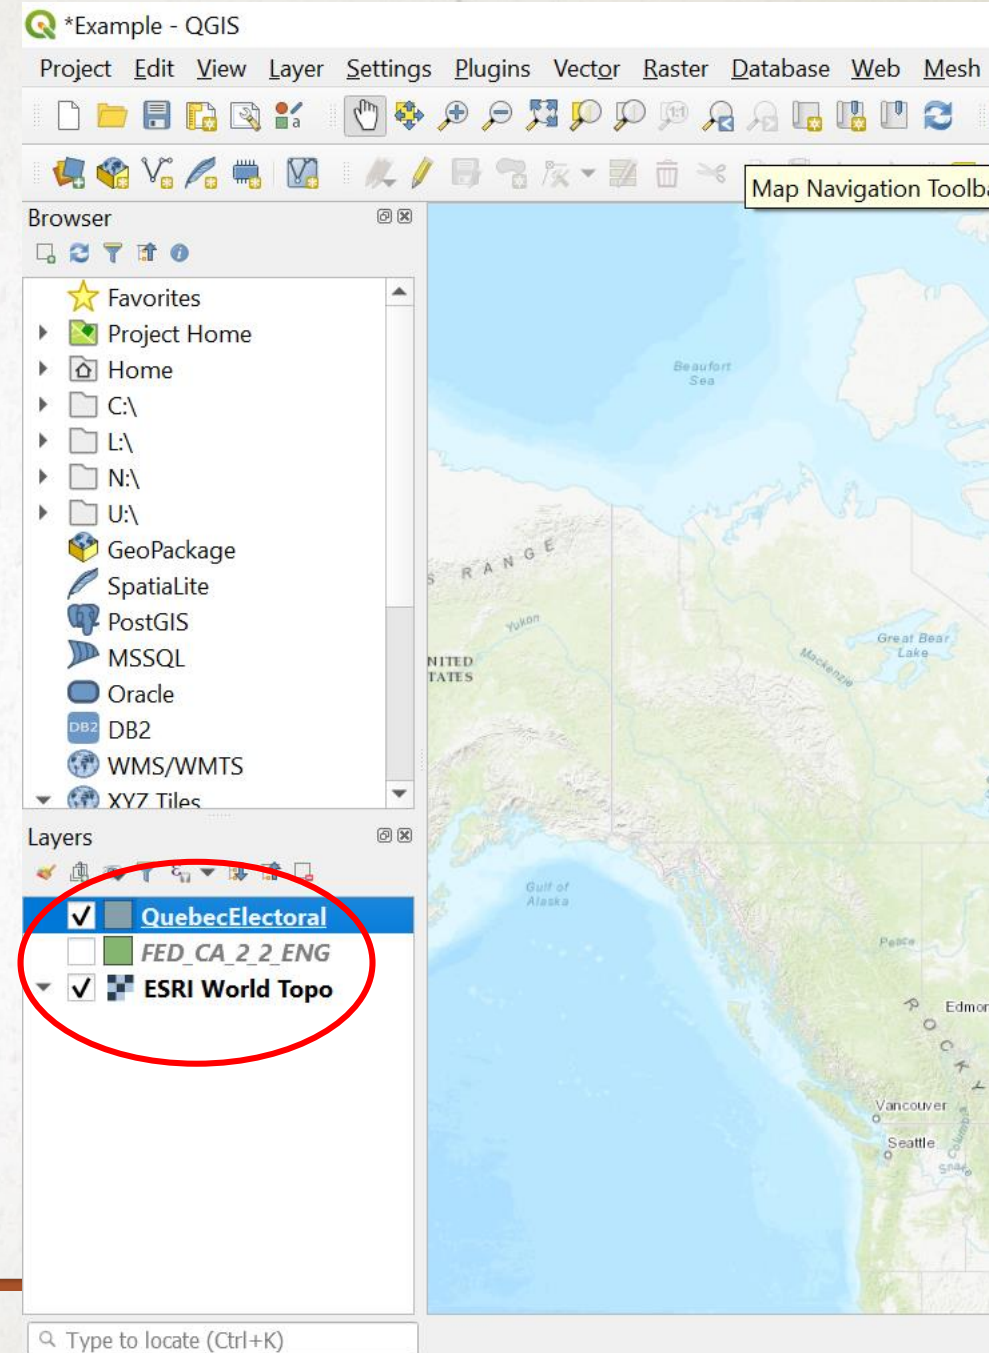 *Example - QGIS
Project Edit View Layer Settings Plugins Vector Raster Database Web Mesh
Map Navigation Toolba
Browser
Favorites
Project Home
Home
C:\
L:\
N:\
U:\
GeoPackage
SpatiaLite
PostGIS
MSSQL
Oracle
DB2 DB2
WMS/WMTS
XYZ Tiles
Layers
QuebecElectoral
FED_CA_2_2_ENG
ESRI World Topo
Type to locate (Ctrl+K)
Beaufort
Sea
S RANGE
Yukon
Great Bear
Lake
Mackenzie
NITED
TATES
Gulf of
Alaska
Peace
Edmon
ROCKY
Vancouver
Seattle
Columbia
Snake